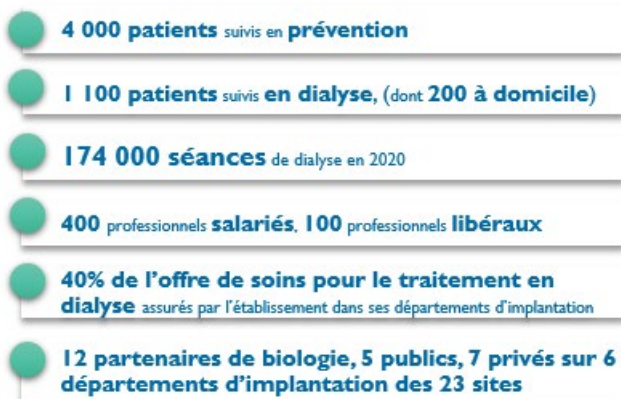 4 000 patients suivis en prévention
1 100 patients suivis en dialyse, (dont 200 à domicile)
174 000 séances de dialyse en 2020
400 professionnels salariés, 100 professionnels libéraux
40% de l'offre de soins pour le traitement en
dialyse assurés par l'établissement dans ses départements d'implantation
12 partenaires de biologie, 5 publics, 7 privés sur 6
départements d'implantation des 23 sites